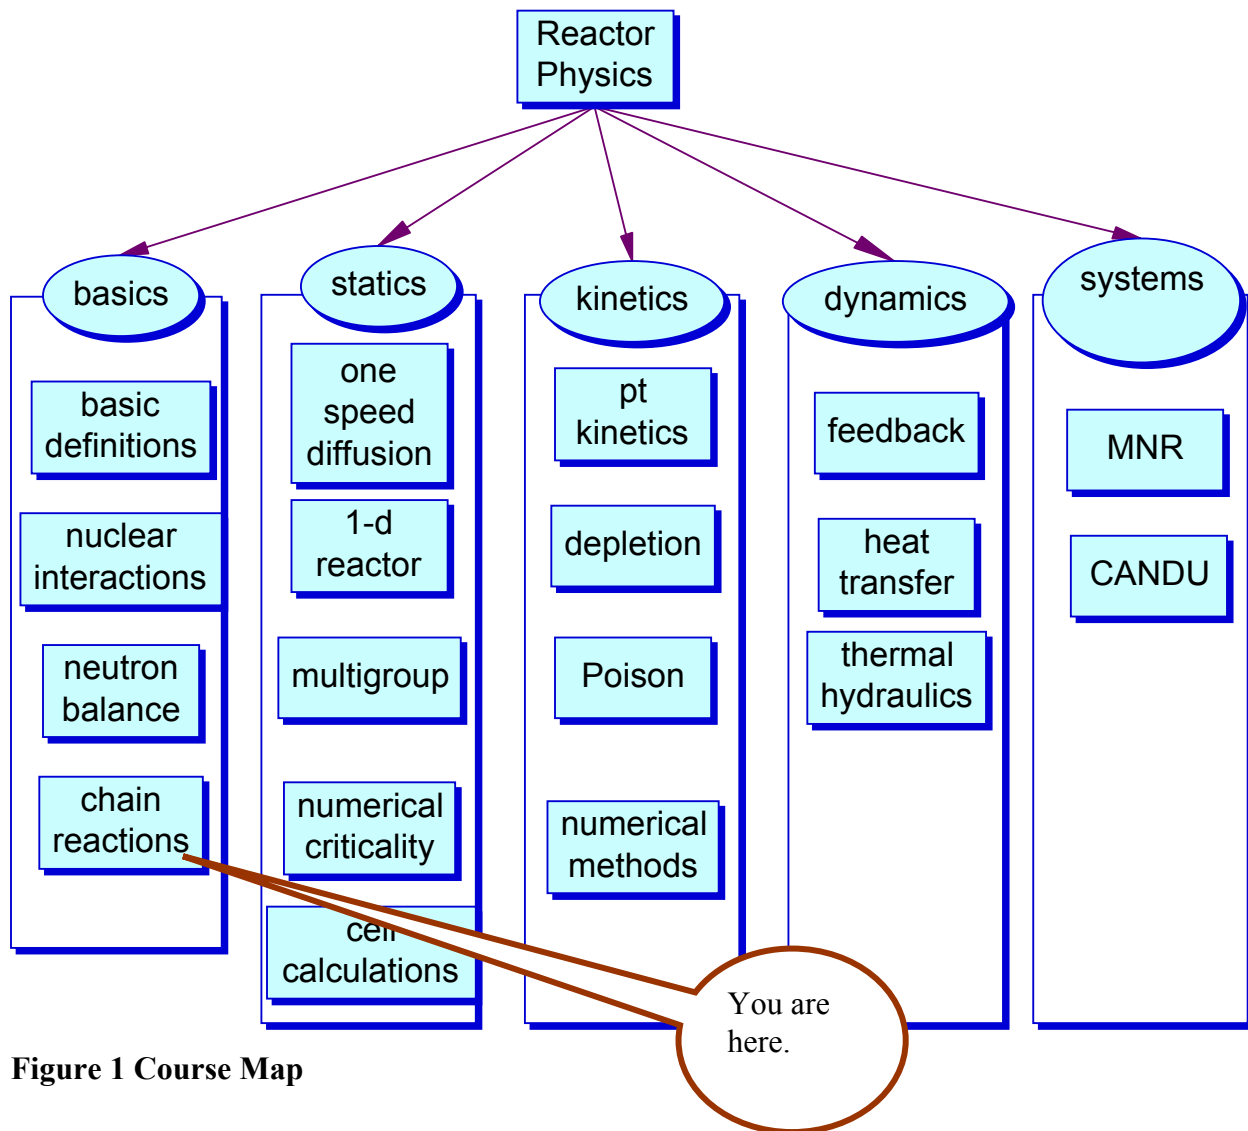 Reactor
Physics
basics
basic
definitions
nuclear
interactions
neutron
balance
chain
reactions
statics
one
speed
diffusion
1-d
reactor
multigroup
numerical
criticality
cell
calculations
kinetics
pt
kinetics
depletion
Poison
numerical
methods
dynamics
feedback
heat
transfer
thermal
hydraulics
systems
MNR
CANDU
You are
here.
Figure 1 Course Map